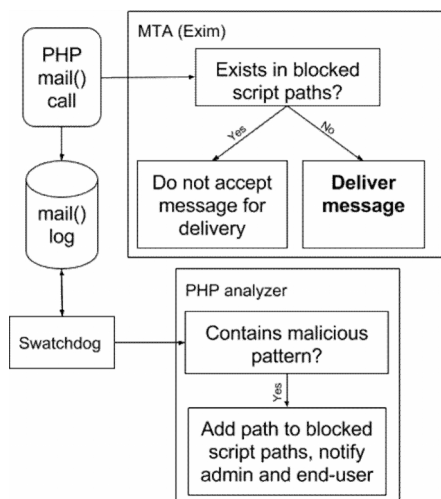 PHP
mail()
call
MTA (Exim)
Exists in blocked
script paths?
Yes
No
Do not accept
message for
delivery
Deliver
message
mail()
log
Swatchdog
PHP analyzer
Contains malicious
pattern?
Yes
Add path to blocked
script paths, notify
admin and end-user